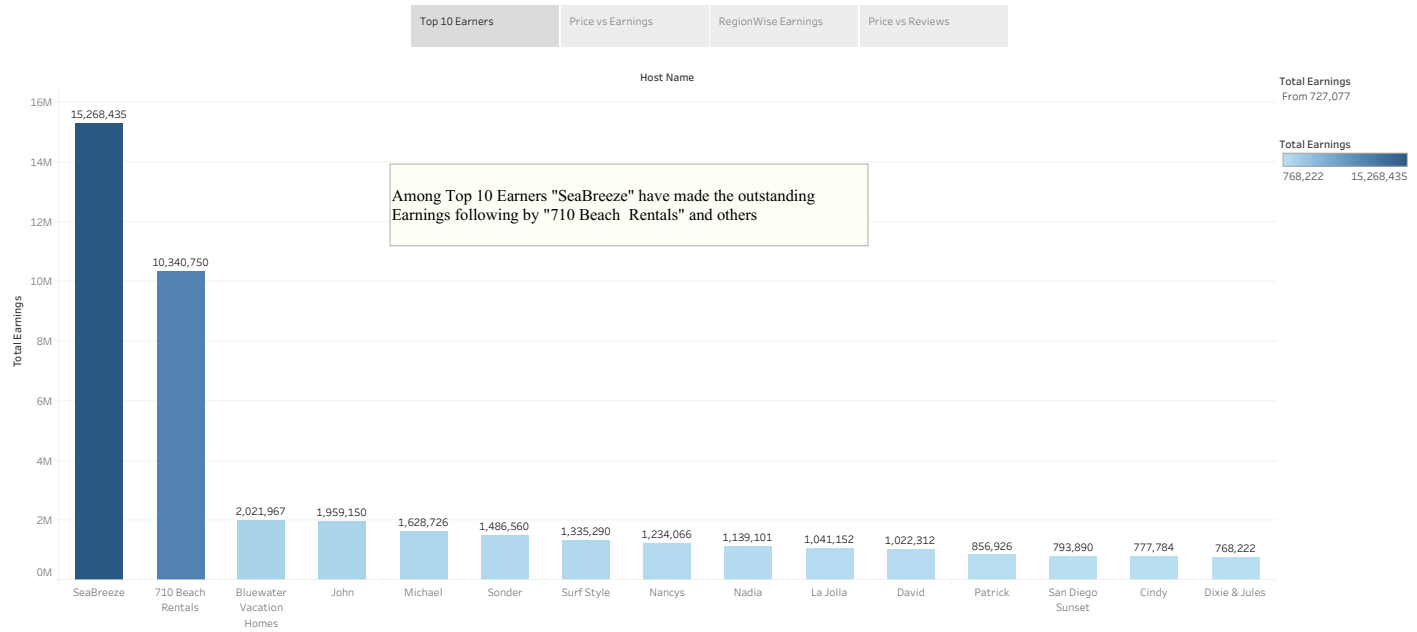 Top 10 Earners
Price vs Earnings
RegionWise Earnings
Price vs Reviews
Host Name
Total Earnings
From 727,077
Total Earnings
768,222 15,268,435
Among Top 10 Earners "SeaBreeze" have made the outstanding
Earnings following by "710 Beach  Rentals" and others
Total Earnings
16M
14M
12M
10M
8M
6M
4M
2M
0M
15,268,435
10,340,750
2,021,967
1,959,150
1,628,726
1,486,560
1,335,290
1,234,066
1,139,101
1,041,152
1,022,312
856,926
793,890
777,784
768,222
SeaBreeze
710 Beach
Rentals
Bluewater
Vacation
Homes
John
Michael
Sonder
Surf Style
Nancys
Nadia
La Jolla
David
Patrick
San Diego
Sunset
Cindy
Dixie & Jules